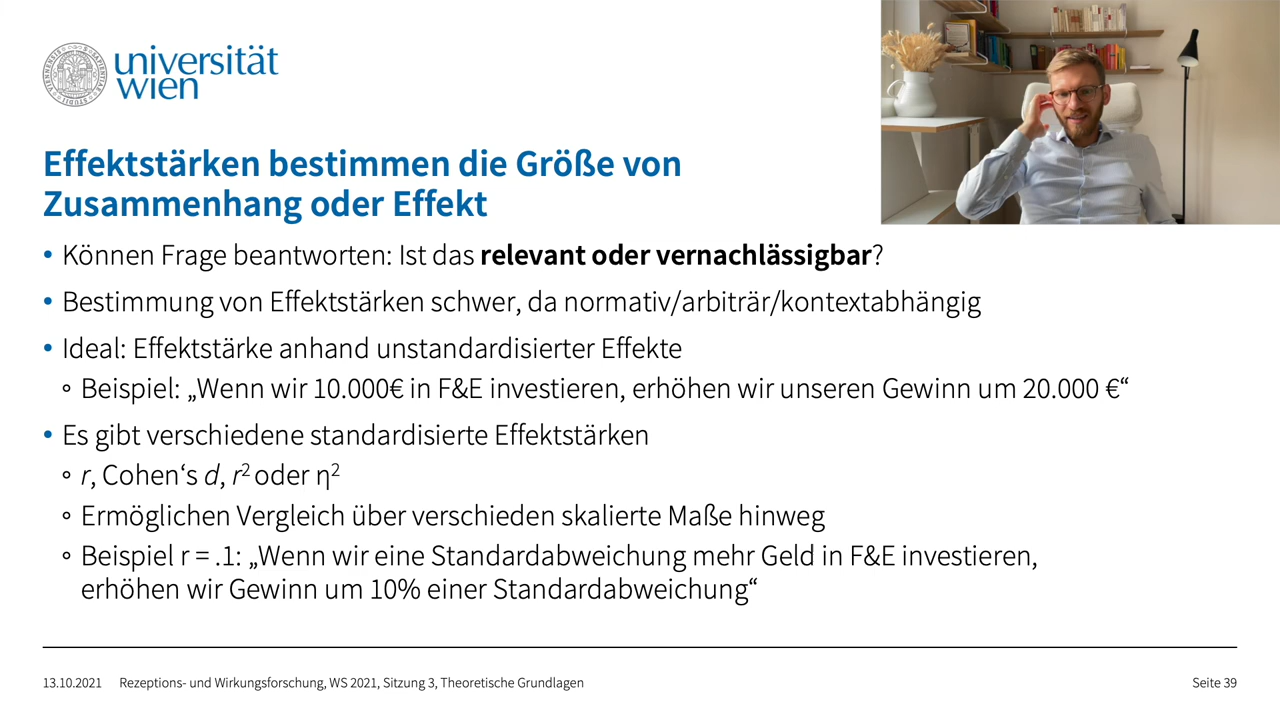 universität
wien
Effektstärken bestimmen die Größe von
Zusammenhang oder Effekt
• Können Frage beantworten: Ist das relevant oder vernachlässigbar?
• Bestimmung von Effektstärken schwer, da normativ/arbiträr/kontextabhängig
• Ideal: Effektstärke anhand unstandardisierter Effekte
◦ Beispiel: „Wenn wir 10.000€ in F&E investieren, erhöhen wir unseren Gewinn um 20.000 €“
• Es gibt verschiedene standardisierte Effektstärken
◦ r, Cohen‘s d, r² oder η²
◦ Ermöglichen Vergleich über verschieden skalierte Maße hinweg
◦ Beispiel r = .1: „Wenn wir eine Standardabweichung mehr Geld in F&E investieren,
erhöhen wir Gewinn um 10% einer Standardabweichung“
13.10.2021 Rezeptions- und Wirkungsforschung, WS 2021, Sitzung 3, Theoretische Grundlagen Seite 39